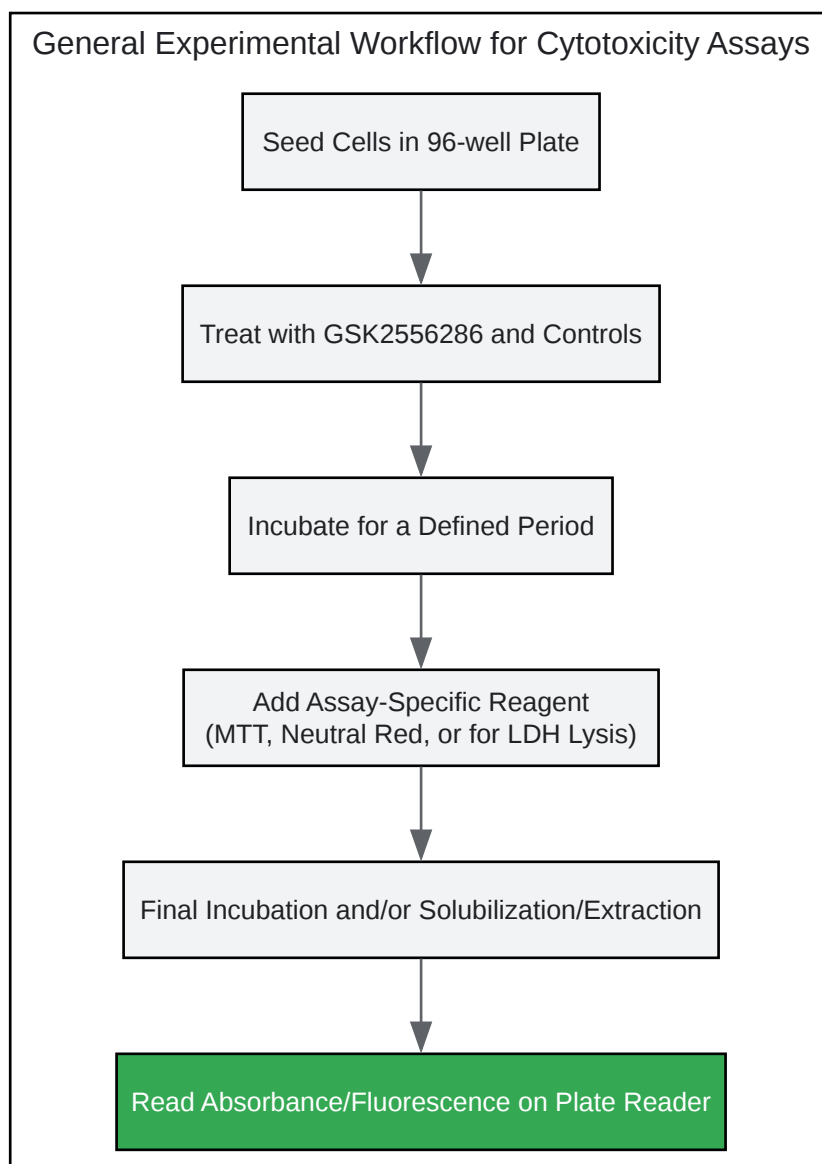 General Experimental Workflow for Cytotoxicity Assays
Seed Cells in 96-well Plate
Treat with GSK2556286 and Controls
Incubate for a Defined Period
Add Assay-Specific Reagent
(MTT, Neutral Red, or for LDH Lysis)
Final Incubation and/or Solubilization/Extraction
Read Absorbance/Fluorescence on Plate Reader